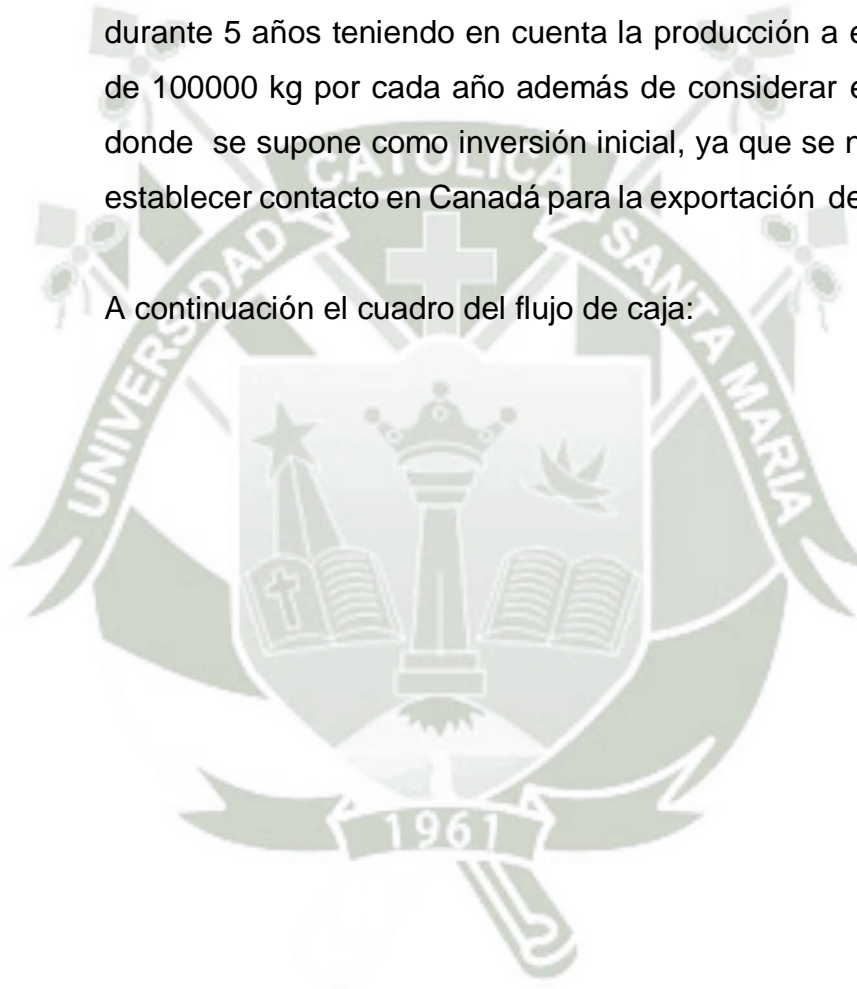 durante 5 años teniendo en cuenta la producción a e
de 100000 kg por cada año además de considerar e
donde se supone como inversión inicial, ya que se n
establecer contacto en Canadá para la exportación de
A continuación el cuadro del flujo de caja:
UNIVERSIDAD CATOLICA SANTA MARIA
1961